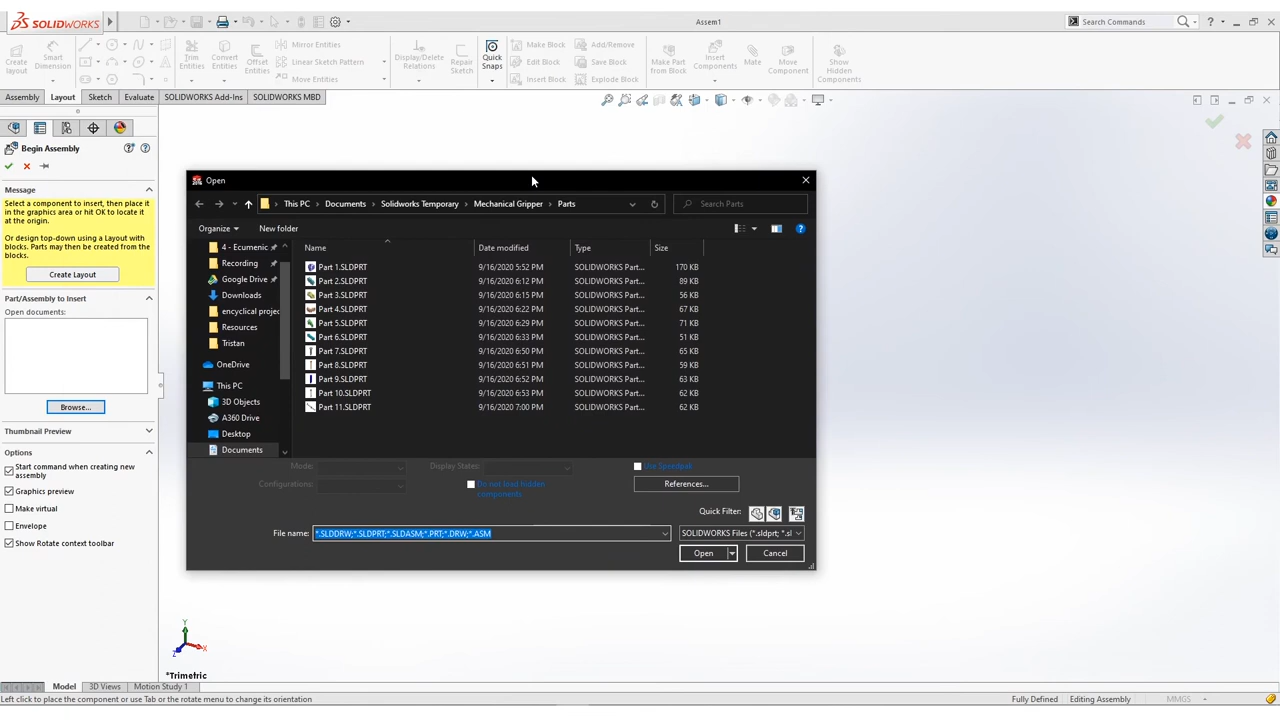 SOLIDWORKS
Assem1
Search Commands
Create Layout
Smart Dimension
Trim Entities
Convert Entities
Offset Entities
Mirror Entities
Linear Sketch Pattern
Move Entities
Display/Delete Relations
Repair Sketch
Quick Snaps
Make Block
Edit Block
Insert Block
Add/Remove
Save Block
Explode Block
Make Part from Block
Insert Components
Mate
Move Component
Show Hidden Components
Assembly Layout Sketch Evaluate SOLIDWORKS Add-Ins SOLIDWORKS MBD
Begin Assembly
Message
Select a component to insert, then place it
in the graphics area or hit OK to locate it
at the origin.
Or design top-down using a Layout with
blocks. Parts may then be created from the
blocks.
Create Layout
Part/Assembly to Insert
Open documents:
Browse...
Thumbnail Preview
Options
Start command when creating new
assembly
Graphics preview
Make virtual
Envelope
Show Rotate context toolbar
Open
This PC Documents Solidworks Temporary Mechanical Gripper Parts
Search Parts
Organize New folder
4 - Ecumenic
Recording
Google Drive
Downloads
encyclical projec
Resources
Tristan
OneDrive
This PC
3D Objects
A360 Drive
Desktop
Documents
Name Date modified Type Size
Part 1.SLDPRT 9/16/2020 5:52 PM SOLIDWORKS Part... 170 KB
Part 2.SLDPRT 9/16/2020 6:12 PM SOLIDWORKS Part... 89 KB
Part 3.SLDPRT 9/16/2020 6:15 PM SOLIDWORKS Part... 56 KB
Part 4.SLDPRT 9/16/2020 6:22 PM SOLIDWORKS Part... 67 KB
Part 5.SLDPRT 9/16/2020 6:29 PM SOLIDWORKS Part... 71 KB
Part 6.SLDPRT 9/16/2020 6:33 PM SOLIDWORKS Part... 51 KB
Part 7.SLDPRT 9/16/2020 6:50 PM SOLIDWORKS Part... 65 KB
Part 8.SLDPRT 9/16/2020 6:51 PM SOLIDWORKS Part... 59 KB
Part 9.SLDPRT 9/16/2020 6:52 PM SOLIDWORKS Part... 63 KB
Part 10.SLDPRT 9/16/2020 6:53 PM SOLIDWORKS Part... 62 KB
Part 11.SLDPRT 9/16/2020 7:00 PM SOLIDWORKS Part... 62 KB
Mode:
Display States:
Use Speedpak
Configurations:
Do not load hidden
components
References...
Quick Filter:
File name: *.SLDDRW;*.SLDPRT;*.SLDASM;*.PRT;*.DRW;*.ASM
SOLIDWORKS Files (*.sldprt; *.sl
Open
Cancel
Y
X
Z
*Trimetric
Model 3D Views Motion Study 1
Left click to place the component or use Tab or the rotate menu to change its orientation
Fully Defined Editing Assembly MMGS